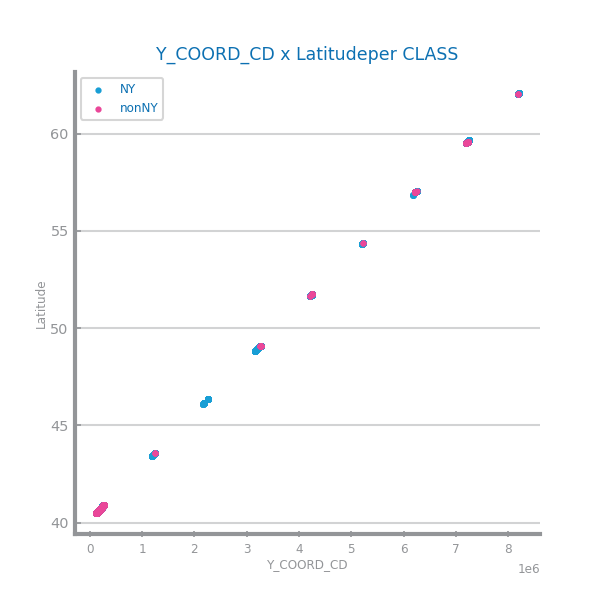 Y_COORD_CD x Latitudeper CLASS
NY
nonNY
60
55
50
45
40
Latitude
0 1 2 3 4 5 6 7 8
Y_COORD_CD
1e6